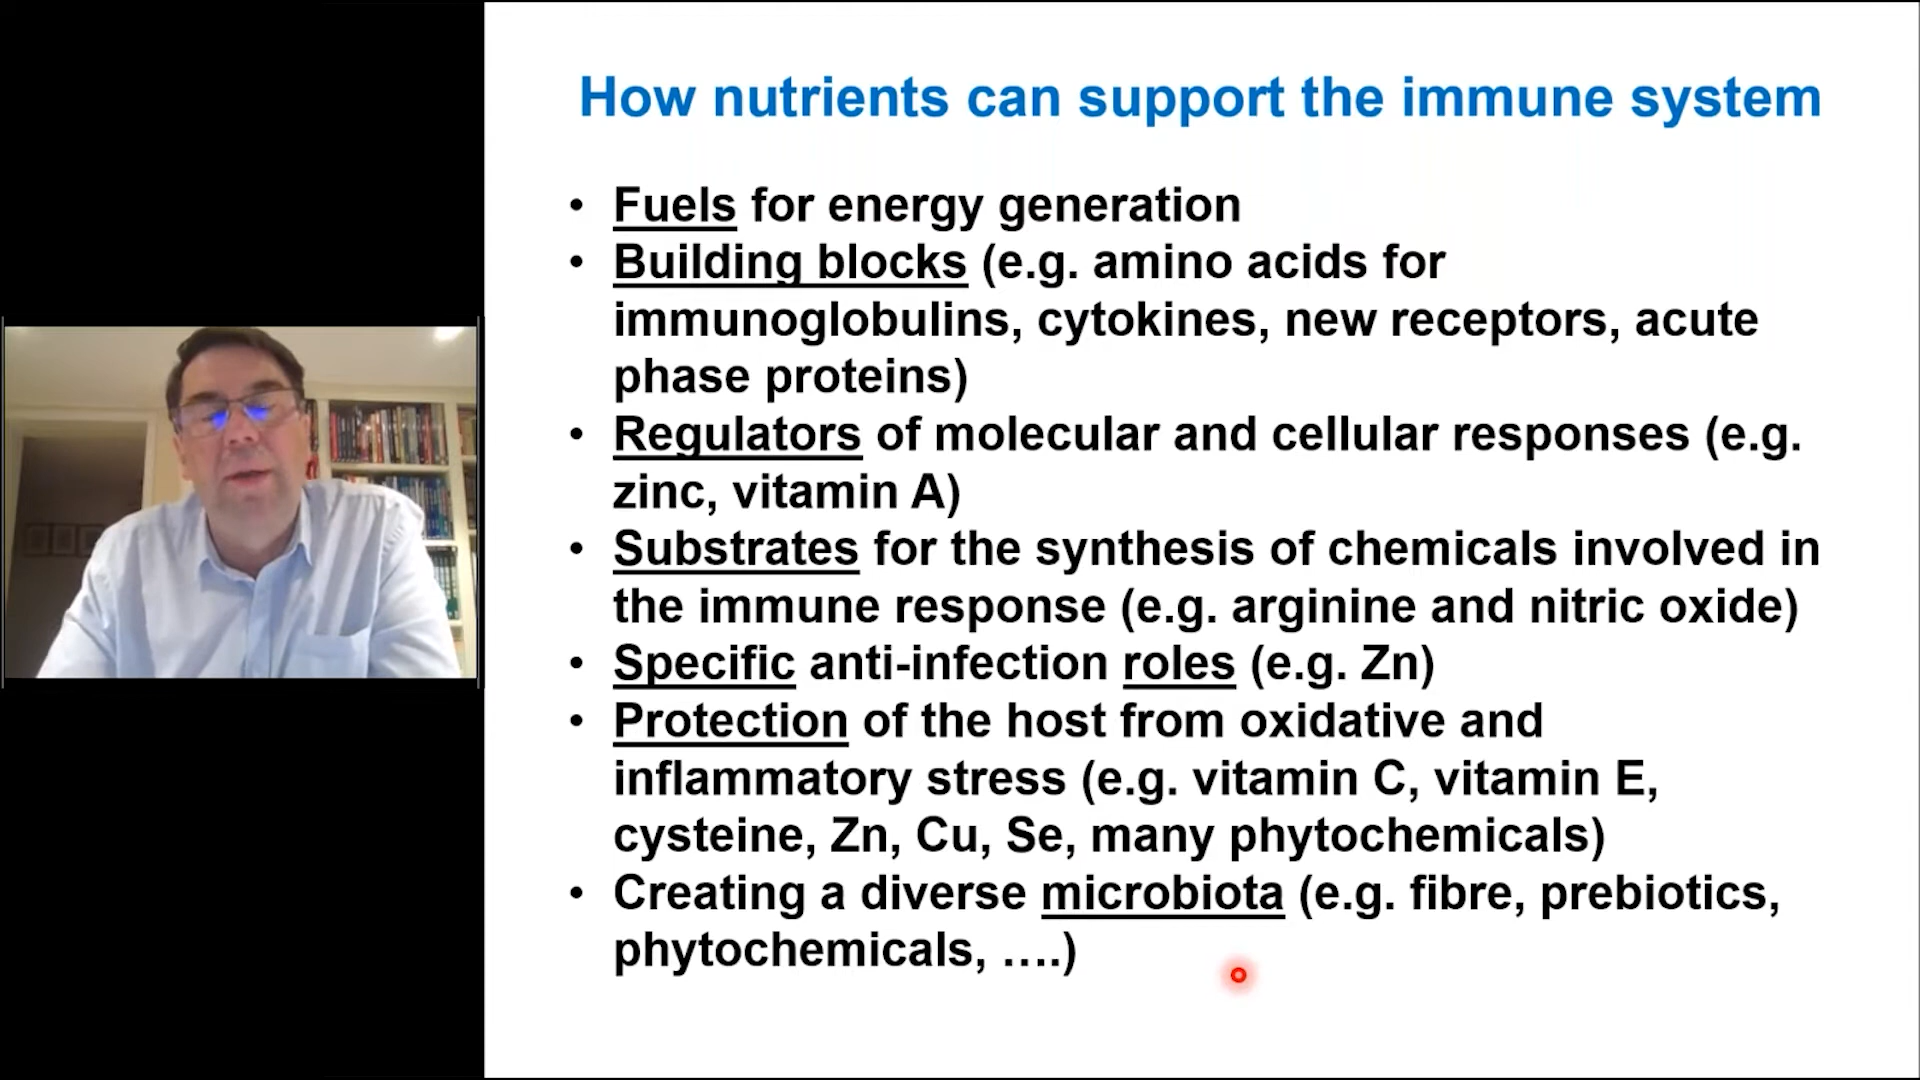 How nutrients can support the immune system
• Fuels for energy generation
• Building blocks (e.g. amino acids for
immunoglobulins, cytokines, new receptors, acute
phase proteins)
• Regulators of molecular and cellular responses (e.g.
zinc, vitamin A)
• Substrates for the synthesis of chemicals involved in
the immune response (e.g. arginine and nitric oxide)
• Specific anti-infection roles (e.g. Zn)
• Protection of the host from oxidative and
inflammatory stress (e.g. vitamin C, vitamin E,
cysteine, Zn, Cu, Se, many phytochemicals)
• Creating a diverse microbiota (e.g. fibre, prebiotics,
phytochemicals, ….)